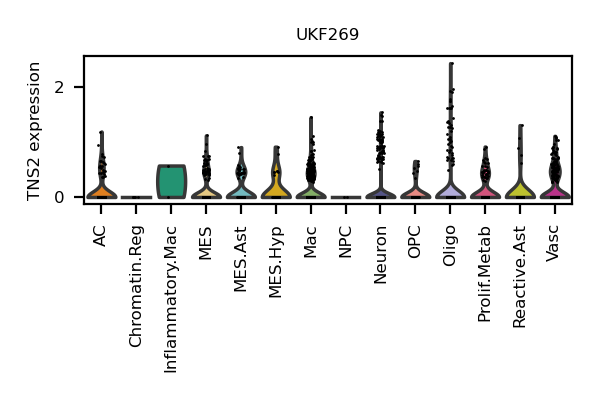 UKF269
TNS2 expression
2
0
AC
Chromatin.Reg
Inflammatory.Mac
MES
MES.Ast
MES.Hyp
Mac
NPC
Neuron
OPC
Oligo
Prolif.Metab
Reactive.Ast
Vasc